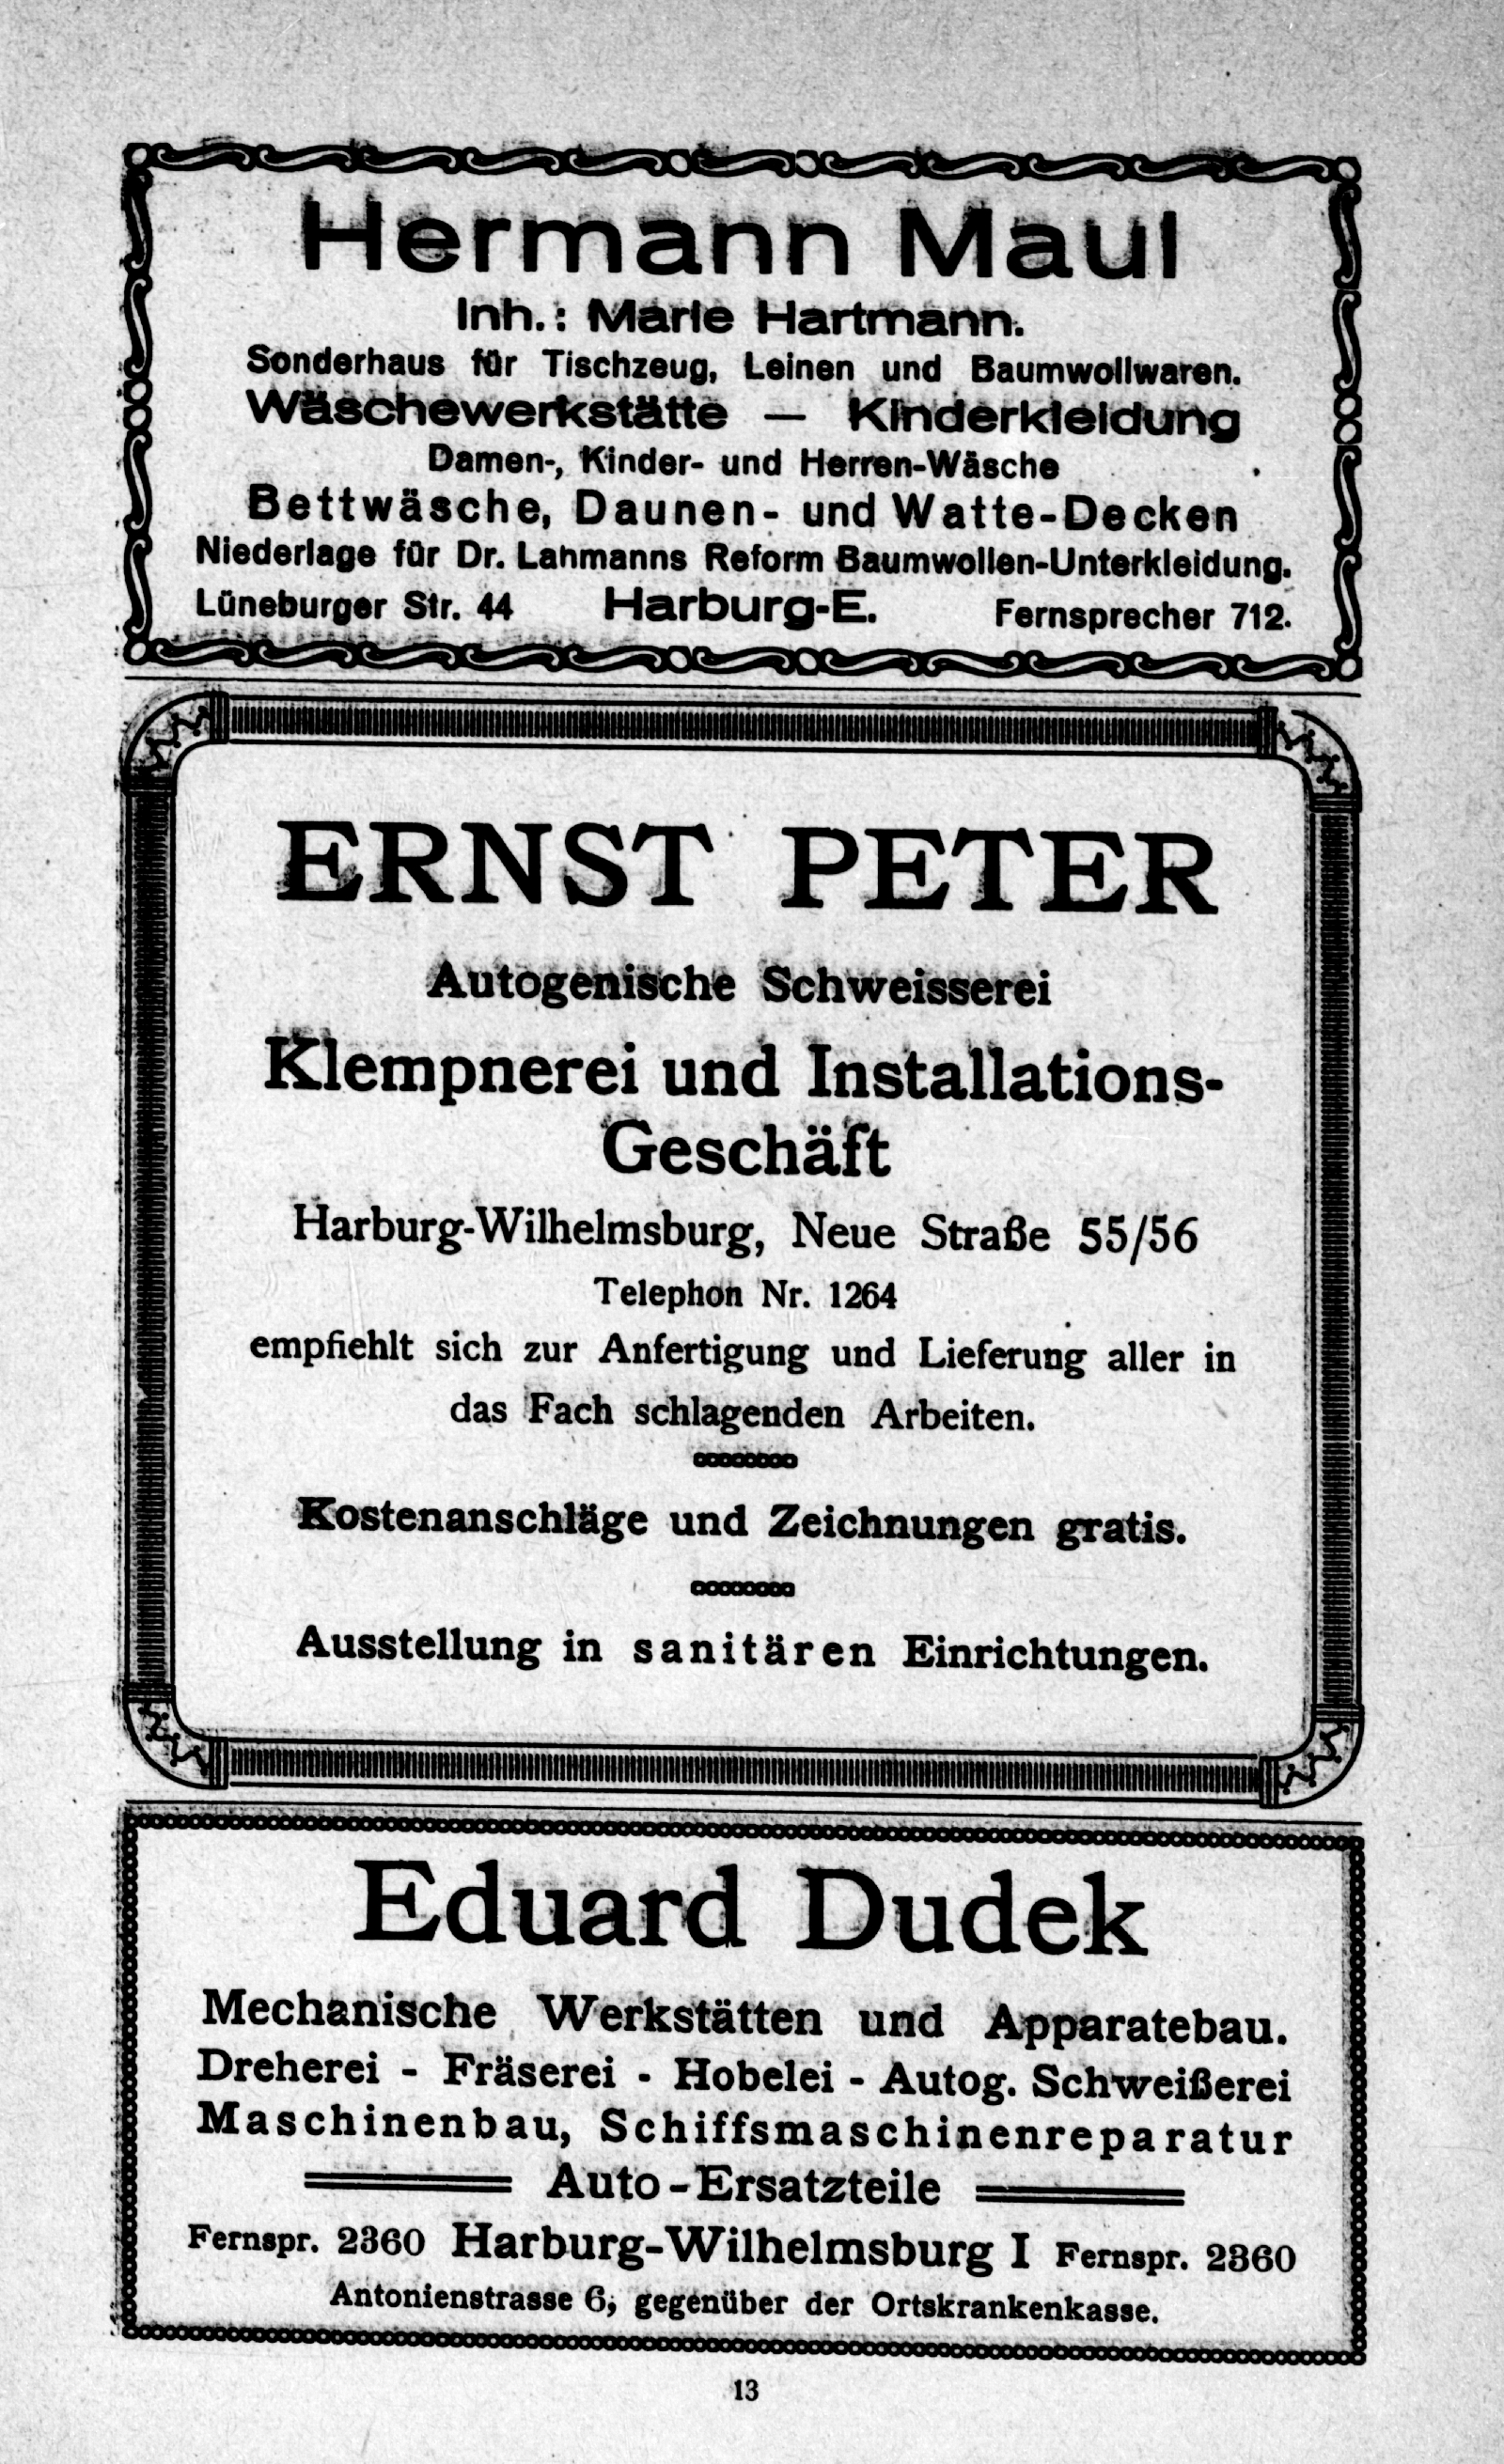 Hermann Maul
Inh.: Marie Hartmann.
Sonderhaus für Tischzeug, Leinen und Baumwollwaren.
Wäschewerkstätte — Kinderkleidung
Damen-, Kinder- und Herren-Wäsche
Bettwäsche, Daunen- und Watte-Decken
Niederlage für Dr. Lahmanns Reform Baumwollen-Unterkleidung.
Lüneburger Str. 44 Harburg-E. Fernsprecher 712.
ERNST PETER
Autogenische Schweisserei
Klempnerei und Installations-
Geschäft
Harburg-Wilhelmsburg, Neue Straße 55/56
Telephon Nr. 1264
empfiehlt sich zur Anfertigung und Lieferung aller in
das Fach schlagenden Arbeiten.
Kostenanschläge und Zeichnungen gratis.
Ausstellung in sanitären Einrichtungen.
Eduard Dudek
Mechanische Werkstätten und Apparatebau.
Dreherei - Fräserei - Hobelei - Autog. Schweißerei
Maschinenbau, Schiffsmaschinenreparatur
Auto-Ersatzteile
Fernspr. 2360 Harburg-Wilhelmsburg I Fernspr. 2360
Antonienstrasse 6, gegenüber der Ortskrankenkasse.
13